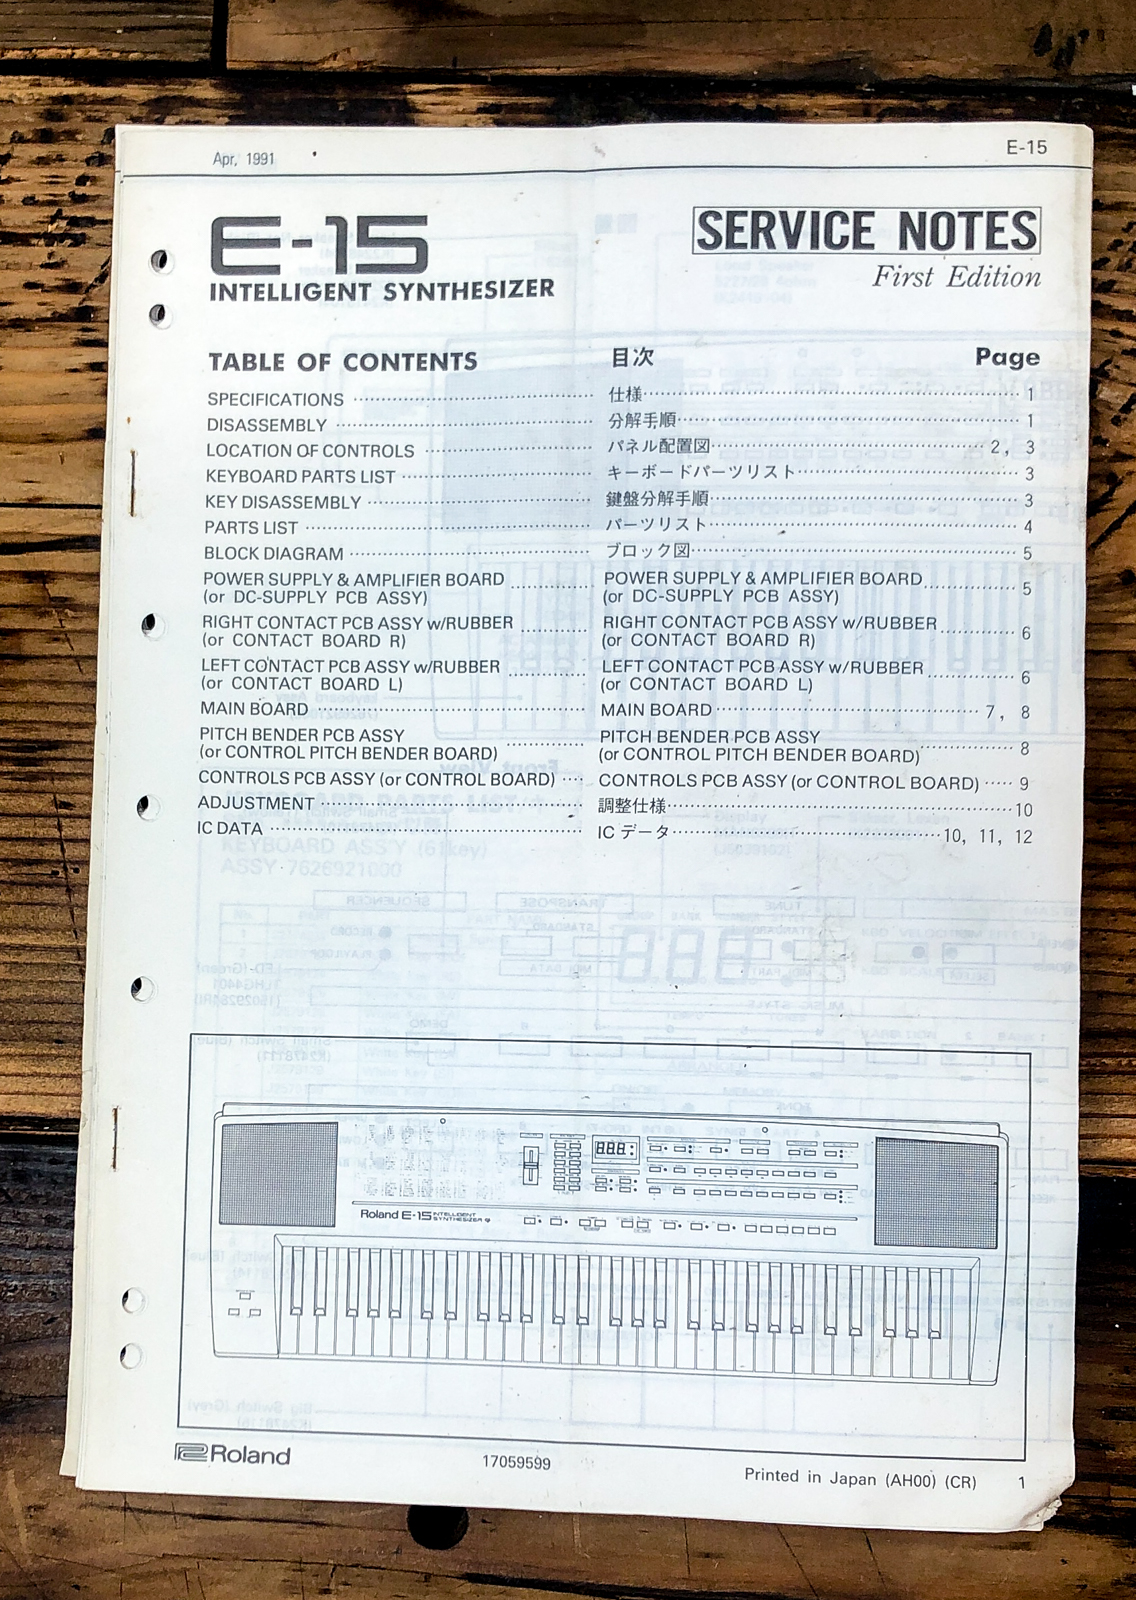 Apr, 1991
E-15
E-15
INTELLIGENT SYNTHESIZER
SERVICE NOTES
First Edition
TABLE OF CONTENTS 目次 Page
SPECIFICATIONS 仕様 1
DISASSEMBLY 分解手順 1
LOCATION OF CONTROLS パネル配置図 2, 3
KEYBOARD PARTS LIST キーボードパーツリスト 3
KEY DISASSEMBLY 鍵盤分解手順 3
PARTS LIST パーツリスト 4
BLOCK DIAGRAM ブロック図 5
POWER SUPPLY & AMPLIFIER BOARD POWER SUPPLY & AMPLIFIER BOARD 5
(or DC-SUPPLY PCB ASSY) (or DC-SUPPLY PCB ASSY)
RIGHT CONTACT PCB ASSY w/RUBBER RIGHT CONTACT PCB ASSY w/RUBBER 6
(or CONTACT BOARD R) (or CONTACT BOARD R)
LEFT CONTACT PCB ASSY w/RUBBER LEFT CONTACT PCB ASSY w/RUBBER 6
(or CONTACT BOARD L) (or CONTACT BOARD L)
MAIN BOARD MAIN BOARD 7, 8
PITCH BENDER PCB ASSY PITCH BENDER PCB ASSY 8
(or CONTROL PITCH BENDER BOARD) (or CONTROL PITCH BENDER BOARD)
CONTROLS PCB ASSY (or CONTROL BOARD) CONTROLS PCB ASSY (or CONTROL BOARD) 9
ADJUSTMENT 調整仕様 10
IC DATA IC データ 10, 11, 12
KEYBOARD ASS'Y (61key)
ASSY 7626921000
Roland E-15 INTELLIGENT SYNTHESIZER
Roland
17059599
Printed in Japan (AH00) (CR) 1